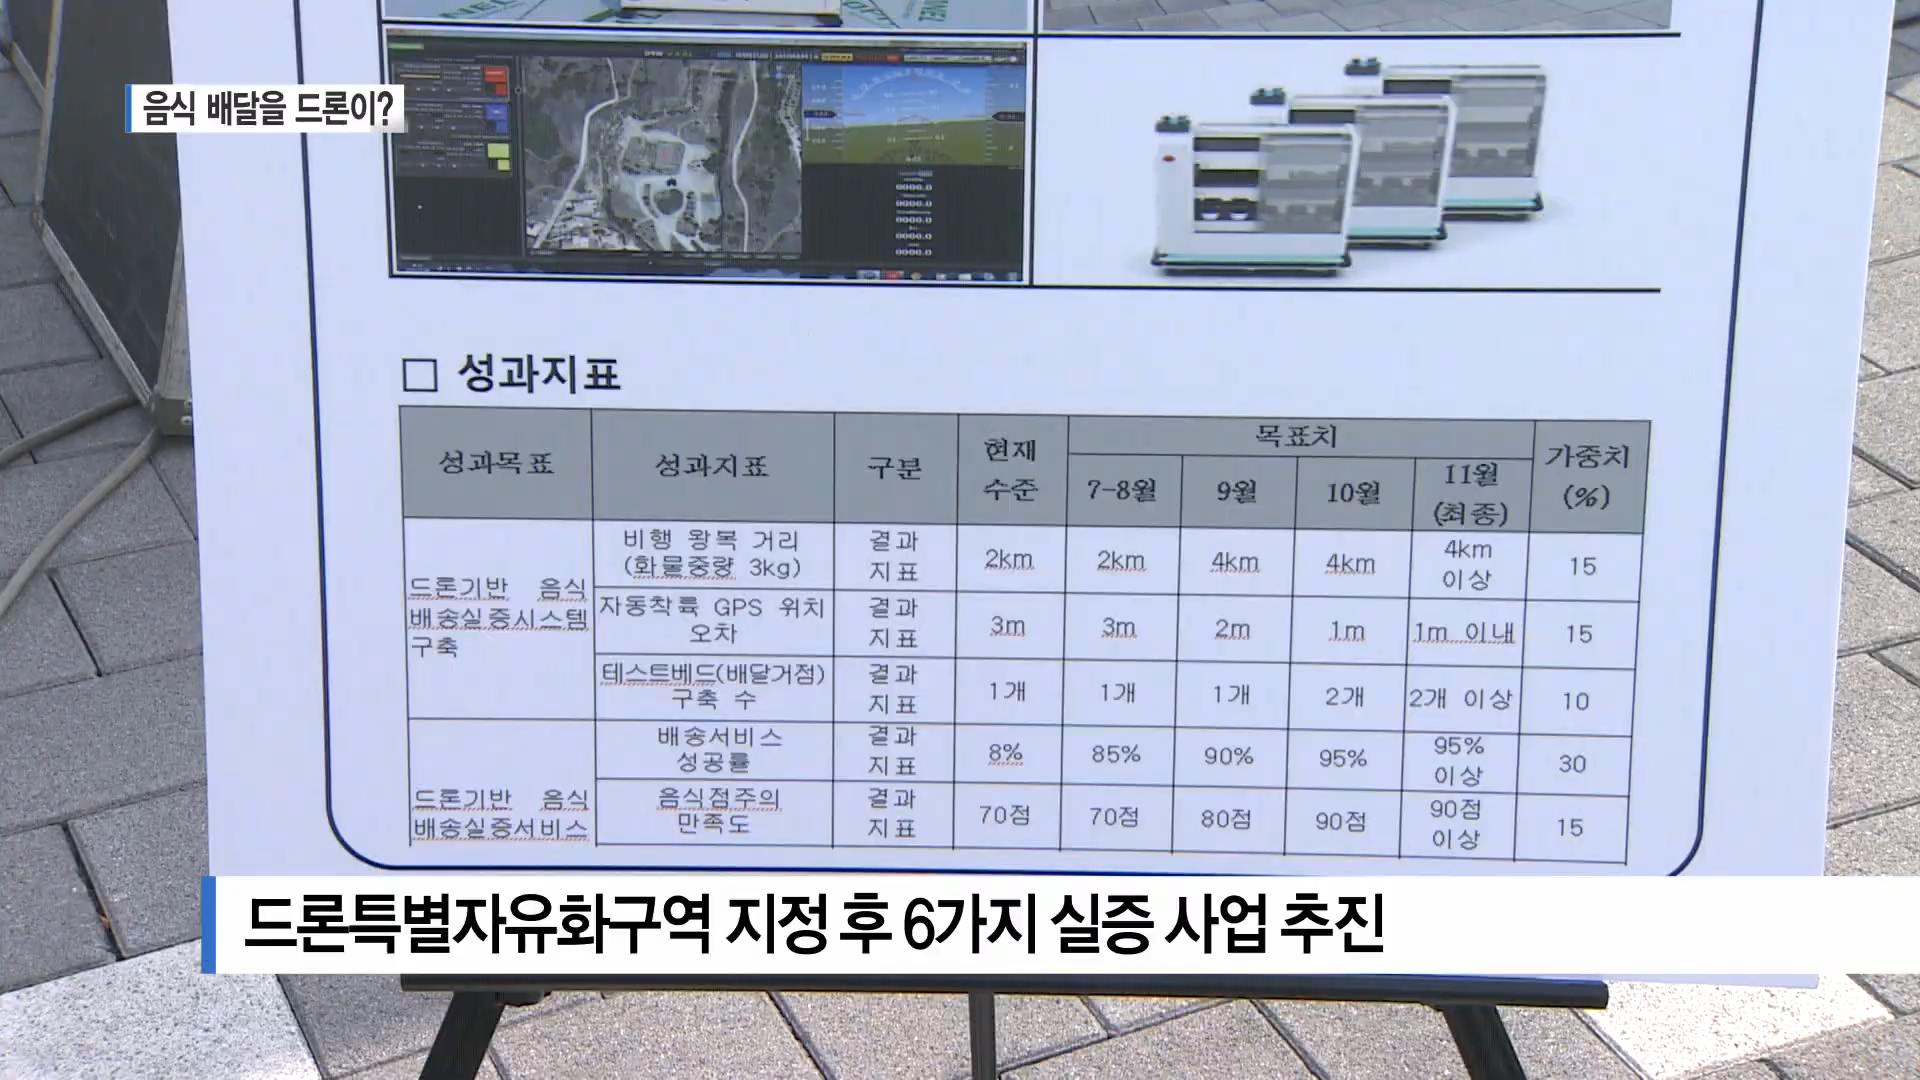 음식 배달을 드론이?
□ 성과지표
성과목표 성과지표 구분 현재 수준 목표치 가중치 (%)
7-8월 9월 10월 11월 (최종)
드론기반 음식 배송실증시스템 구축
비행 왕복 거리 (화물중량 3kg) 결과 지표 2km 2km 4km 4km 4km 이상 15
자동착륙 GPS 위치 오차 결과 지표 3m 3m 2m 1m 1m 이내 15
테스트베드(배달거점) 구축 수 결과 지표 1개 1개 1개 2개 2개 이상 10
드론기반 음식 배송실증서비스
배송서비스 성공률 결과 지표 8% 85% 90% 95% 95% 이상 30
음식점주의 만족도 결과 지표 70점 70점 80점 90점 90점 이상 15
드론특별자유화구역 지정 후 6가지 실증 사업 추진